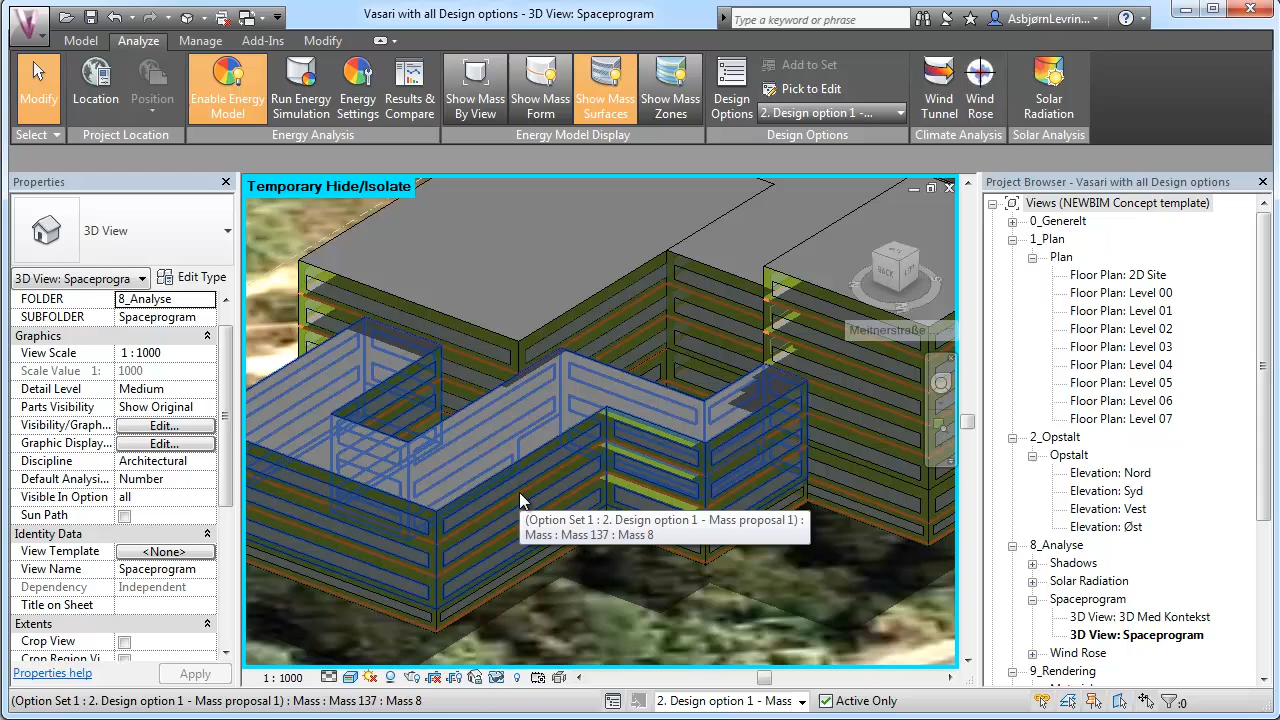 Vasari with all Design options - 3D View: Spaceprogram
Type a keyword or phrase
AsbjørnLevrin...
Model
Analyze
Manage
Add-Ins
Modify
Modify
Location
Position
Enable Energy Model
Run Energy Simulation
Energy Settings
Results & Compare
Show Mass By View
Show Mass Form
Show Mass Surfaces
Show Mass Zones
Design Options
Add to Set
Pick to Edit
2. Design option 1 -...
Wind Tunnel
Wind Rose
Solar Radiation
Select
Project Location
Energy Analysis
Energy Model Display
Design Options
Climate Analysis
Solar Analysis
Properties
3D View
3D View: Spaceprogra
Edit Type
FOLDER 8_Analyse
SUBFOLDER Spaceprogram
Graphics
View Scale 1 : 1000
Scale Value 1: 1000
Detail Level Medium
Parts Visibility Show Original
Visibility/Graph... Edit...
Graphic Display... Edit...
Discipline Architectural
Default Analysi... Number
Visible In Option all
Sun Path
Identity Data
View Template <None>
View Name Spaceprogram
Dependency Independent
Title on Sheet
Extents
Crop View
Crop Region Vi
Properties help
Apply
Temporary Hide/Isolate
BACK
Meitnerstraße
(Option Set 1 : 2. Design option 1 - Mass proposal 1) :
Mass : Mass 137 : Mass 8
1 : 1000
Project Browser - Vasari with all Design options
Views (NEWBIM Concept template)
0_Generelt
1_Plan
Plan
Floor Plan: 2D Site
Floor Plan: Level 00
Floor Plan: Level 01
Floor Plan: Level 02
Floor Plan: Level 03
Floor Plan: Level 04
Floor Plan: Level 05
Floor Plan: Level 06
Floor Plan: Level 07
2_Opstalt
Opstalt
Elevation: Nord
Elevation: Syd
Elevation: Vest
Elevation: Øst
8_Analyse
Shadows
Solar Radiation
Spaceprogram
3D View: 3D Med Kontekst
3D View: Spaceprogram
Wind Rose
9_Rendering
(Option Set 1 : 2. Design option 1 - Mass proposal 1) : Mass : Mass 137 : Mass 8
2. Design option 1 - Mass
Active Only
:0